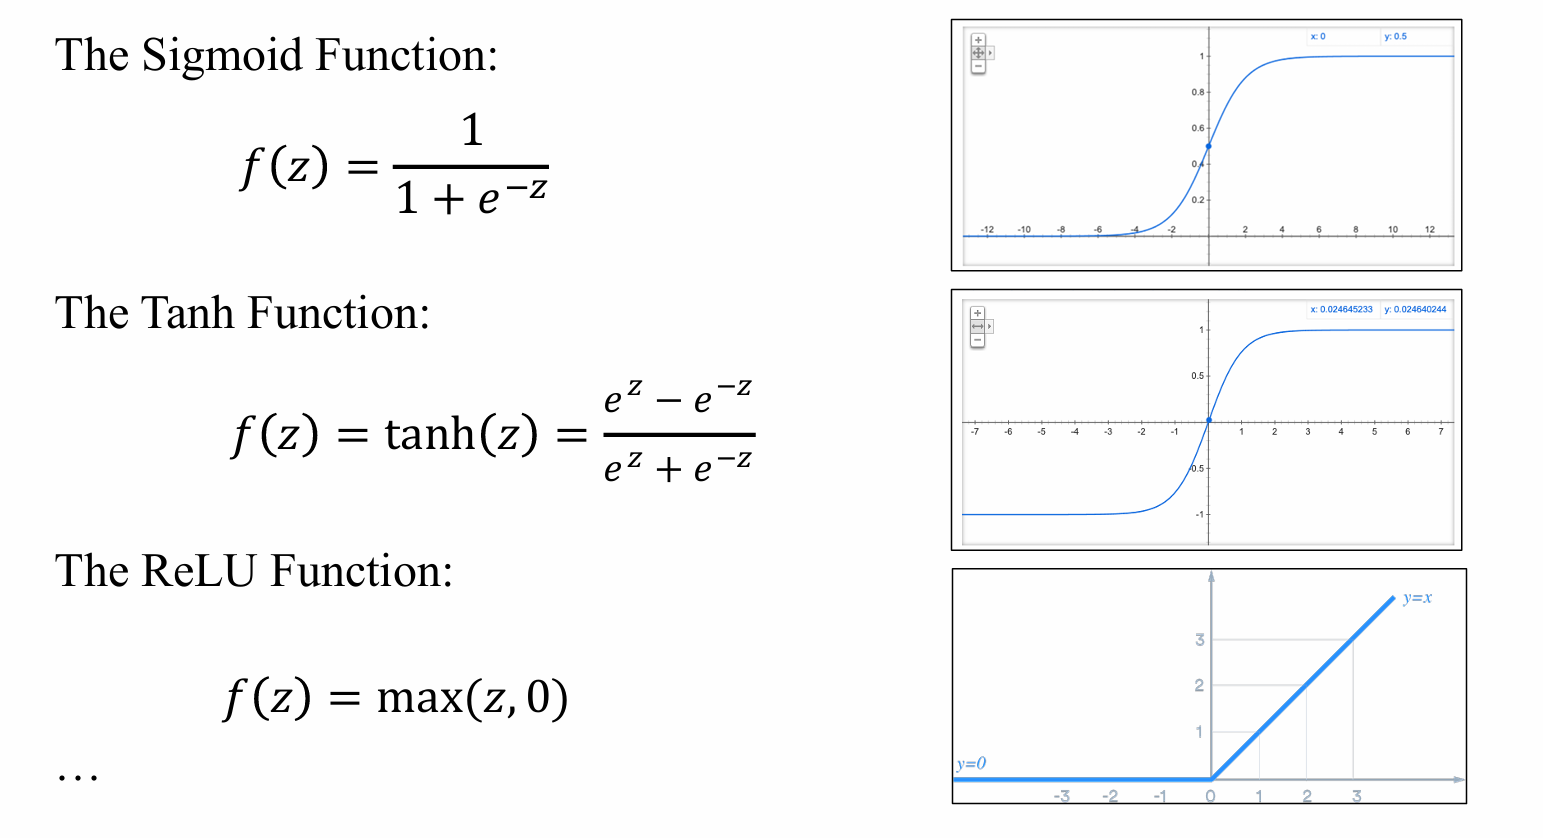 The Sigmoid Function:
f(z) = 1 / (1 + e^{-z})
x: 0 y: 0.5
+
−
1
0.8
0.6
0.4
0.2
-12 -10 -8 -6 -4 -2 2 4 6 8 10 12
The Tanh Function:
f(z) = tanh(z) = (e^z − e^{-z}) / (e^z + e^{-z})
x: 0.024645233 y: 0.024640244
+
−
1
0.5
-7 -6 -5 -4 -3 -2 -1 1 2 3 4 5 6 7
-0.5
-1
The ReLU Function:
f(z) = max(z, 0)
...
y=x
3
2
1
y=0
-3 -2 -1 0 1 2 3